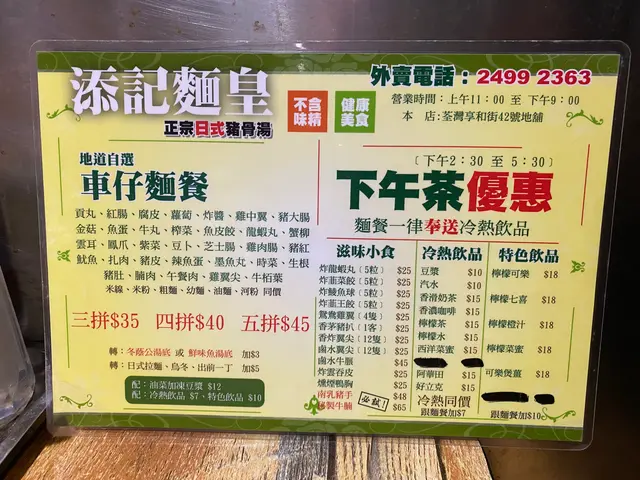 添記麵皇
正宗日式豬骨湯
不含味精
健康美食
外賣電話：2499 2363
營業時間：上午11:00 至 下午9:00
本 店:荃灣享和街42號地舖
地道自選
車仔麵餐
貢丸、紅腸、腐皮、蘿蔔、炸醬、雞中翼、豬大腸
金菇、魚蛋、牛丸、榨菜、魚皮餃、龍蝦丸、蟹柳
雲耳、鳳爪、紫菜、豆卜、芝士腸、雞肉腸、豬紅
魷魚、扎肉、豬皮、辣魚蛋、墨魚丸、時菜、生根
豬肚、腩肉、午餐肉、雞翼尖、牛栢葉
米線、米粉、粗麵、幼麵、油麵、河粉 同價
三拼$35 四拼$40 五拼$45
轉：冬蔭公湯底 或 鮮味魚湯底 加$3
轉：日式拉麵、烏冬、出前一丁 加$5
配：油菜加凍豆漿 $12
配：冷熱飲品 $7、特色飲品 $10
〔下午2:30 至 5:30〕
下午茶優惠
麵餐一律奉送冷熱飲品
滋味小食
炸龍蝦丸〔5粒〕 $25
炸韮菜餃〔5粒〕 $25
炸鯪魚球〔5粒〕 $25
炸韮王餃〔5粒〕 $25
鴛鴦雞翼〔4隻〕 $25
香茅豬扒〔1客〕 $25
香炸翼尖〔12隻〕 $25
鹵水翼尖〔12隻〕 $25
鹵水牛𦟌 $45
炸雲吞皮 $25
燻煙鴨胸 $25
南乳豬手 $48
秘製牛腩 $65
必試!
冷熱飲品
豆漿 $10
汽水 $10
香滑奶茶 $15
香濃咖啡 $15
檸檬茶 $15
檸檬水 $15
西洋菜蜜 $15
阿華田 $15
好立克 $15
冷熱同價
跟麵餐加$7
特色飲品
檸檬可樂 $18
檸檬七喜 $18
檸檬橙汁 $18
檸檬菜蜜 $18
可樂煲薑 $18
跟麵餐加$10